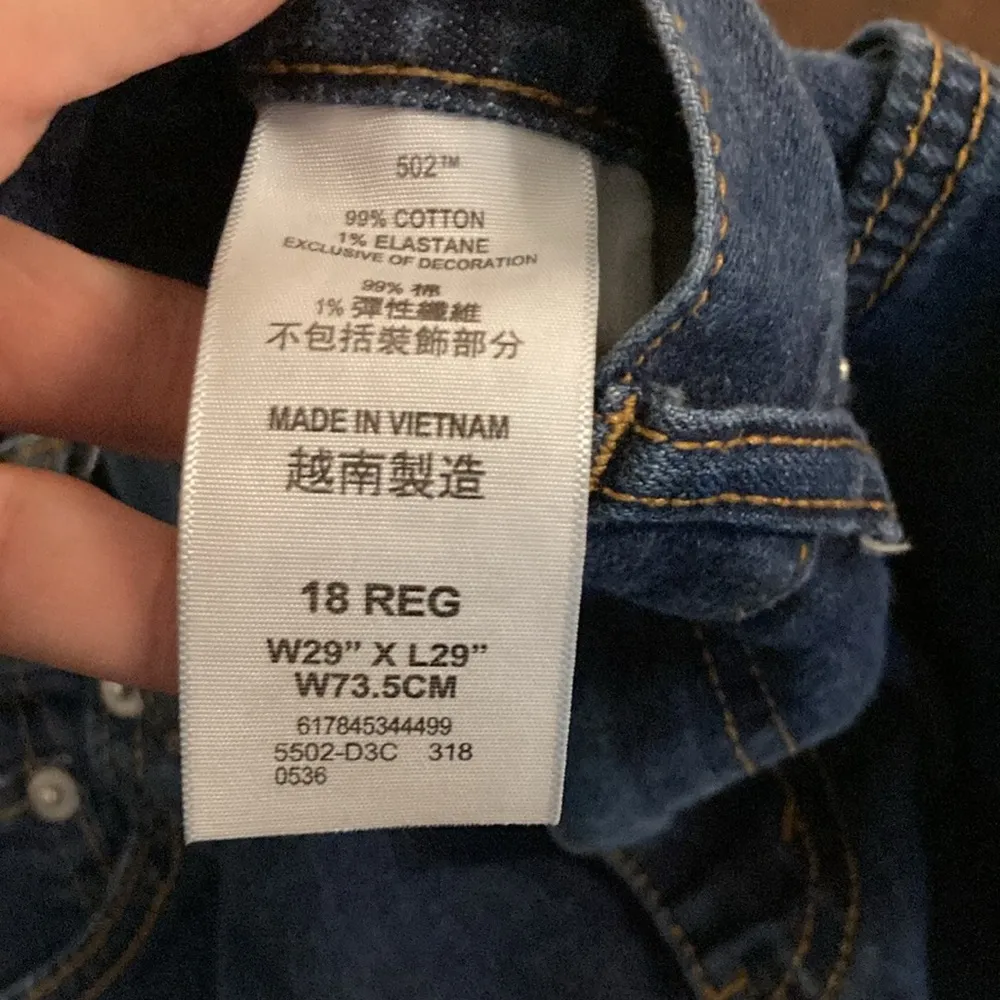 502™
99% COTTON
1% ELASTANE
EXCLUSIVE OF DECORATION
99% 棉
1% 彈性纖維
不包括裝飾部分
MADE IN VIETNAM
越南製造
18 REG
W29” X L29”
W73.5CM
617845344499
5502-D3C 318
0536